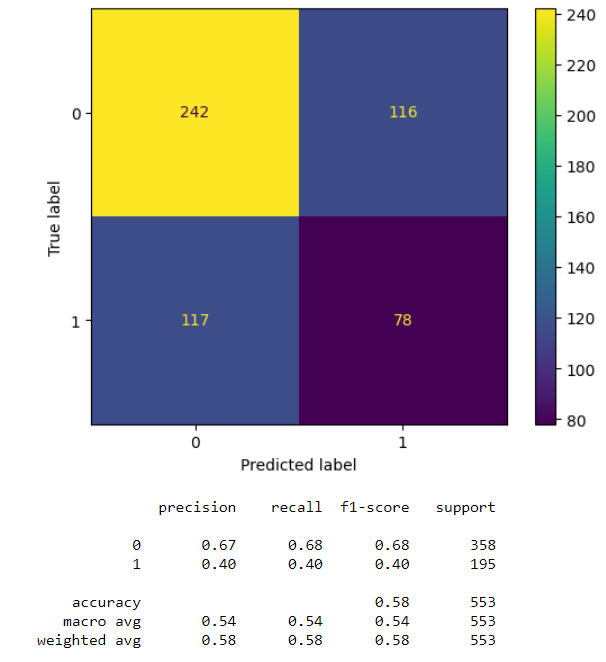 240
220
200
180
160
140
120
100
80
True label
0
1
242 116
117 78
0 1
Predicted label
precision recall f1-score support
0 0.67 0.68 0.68 358
1 0.40 0.40 0.40 195
accuracy 0.58 553
macro avg 0.54 0.54 0.54 553
weighted avg 0.58 0.58 0.58 553